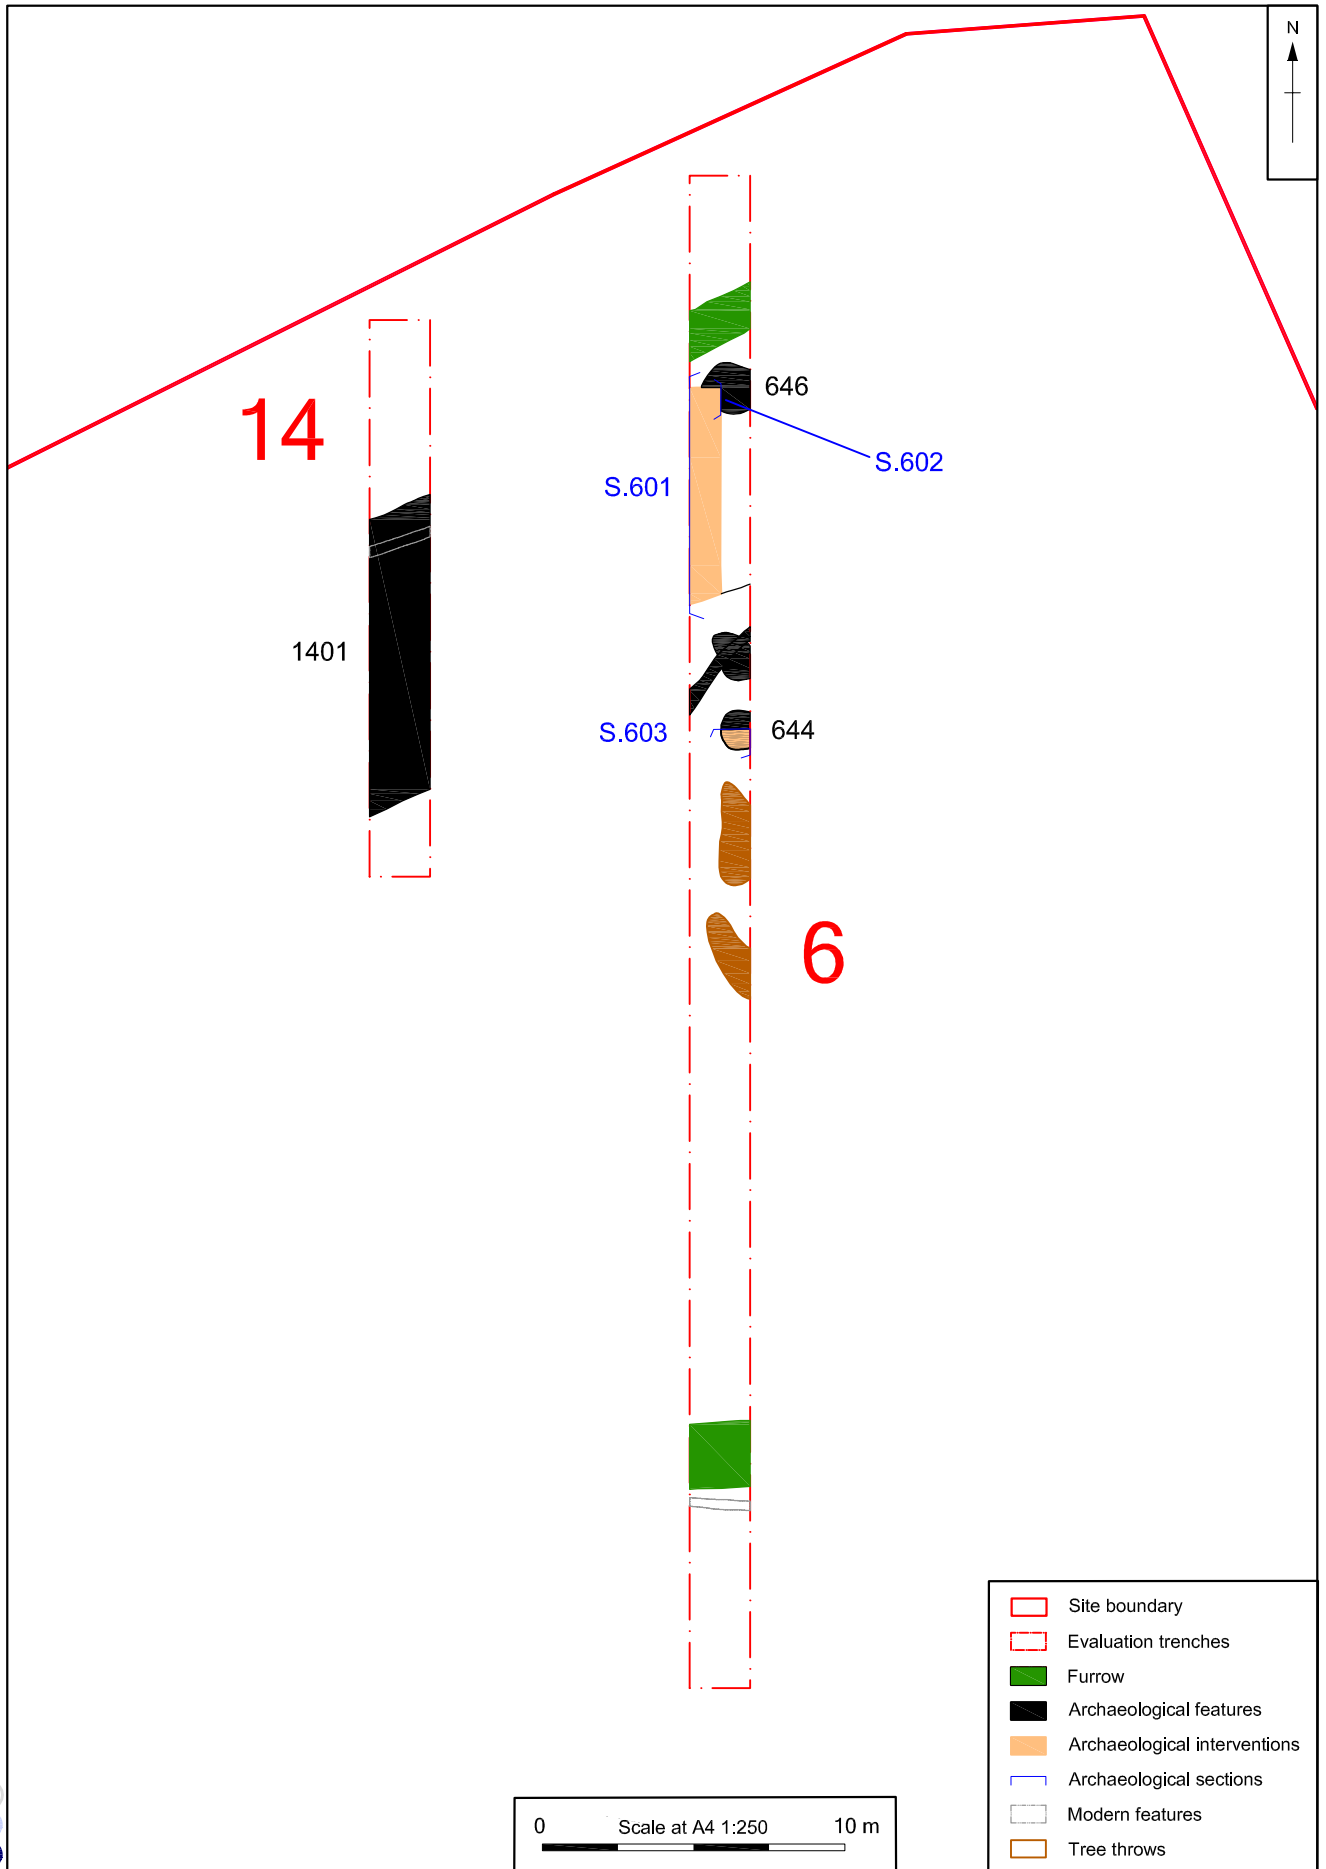 N
14
646
S.602
S.601
1401
S.603
644
6
Site boundary
Evaluation trenches
Furrow
Archaeological features
Archaeological interventions
Archaeological sections
Modern features
Tree throws
0 Scale at A4 1:250 10 m